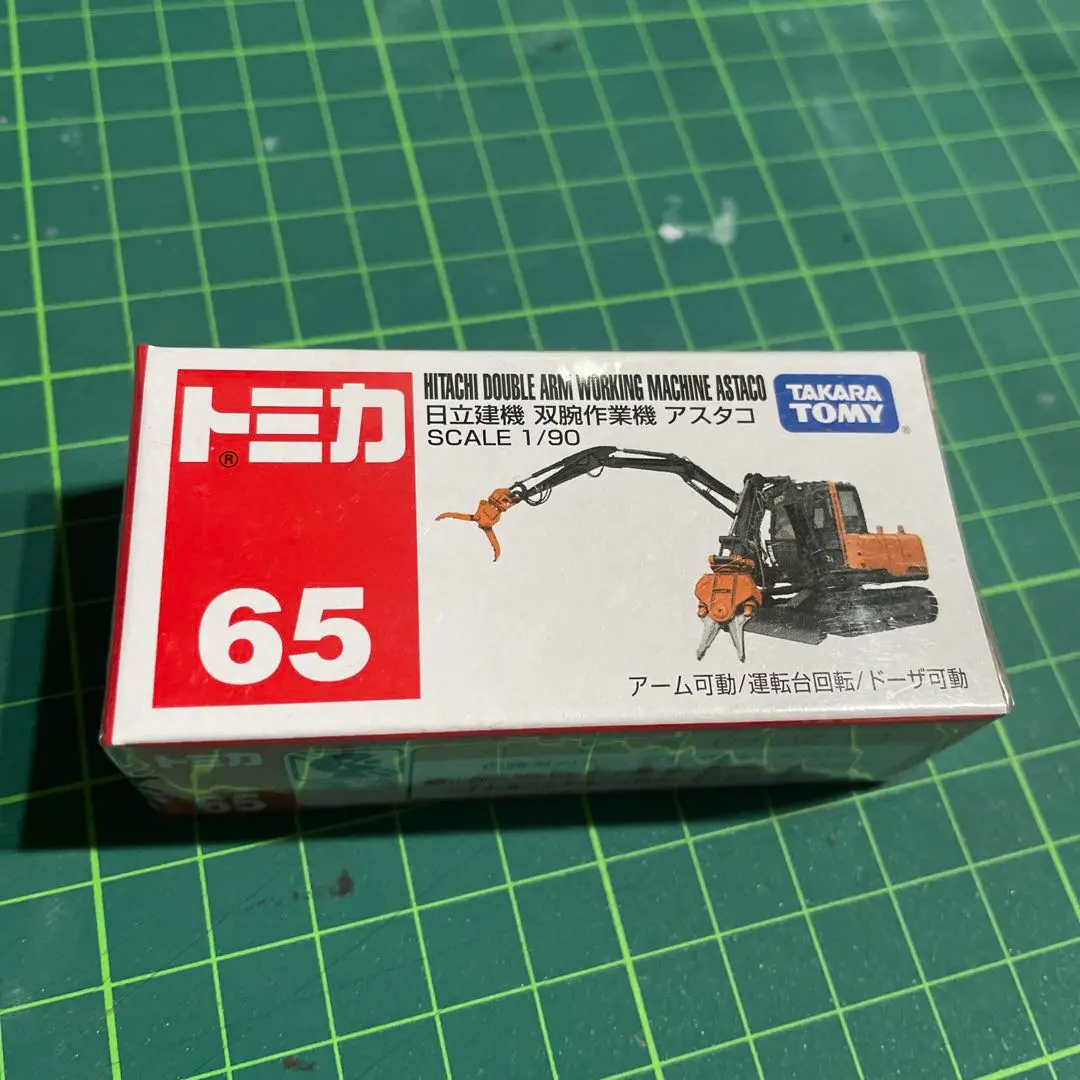 トミカ
®
65
HITACHI DOUBLE ARM WORKING MACHINE ASTACO
日立建機 双腕作業機 アスタコ
SCALE 1/90
TAKARA
TOMY
®
アーム可動/運転台回転/ドーザ可動
トミカ
65